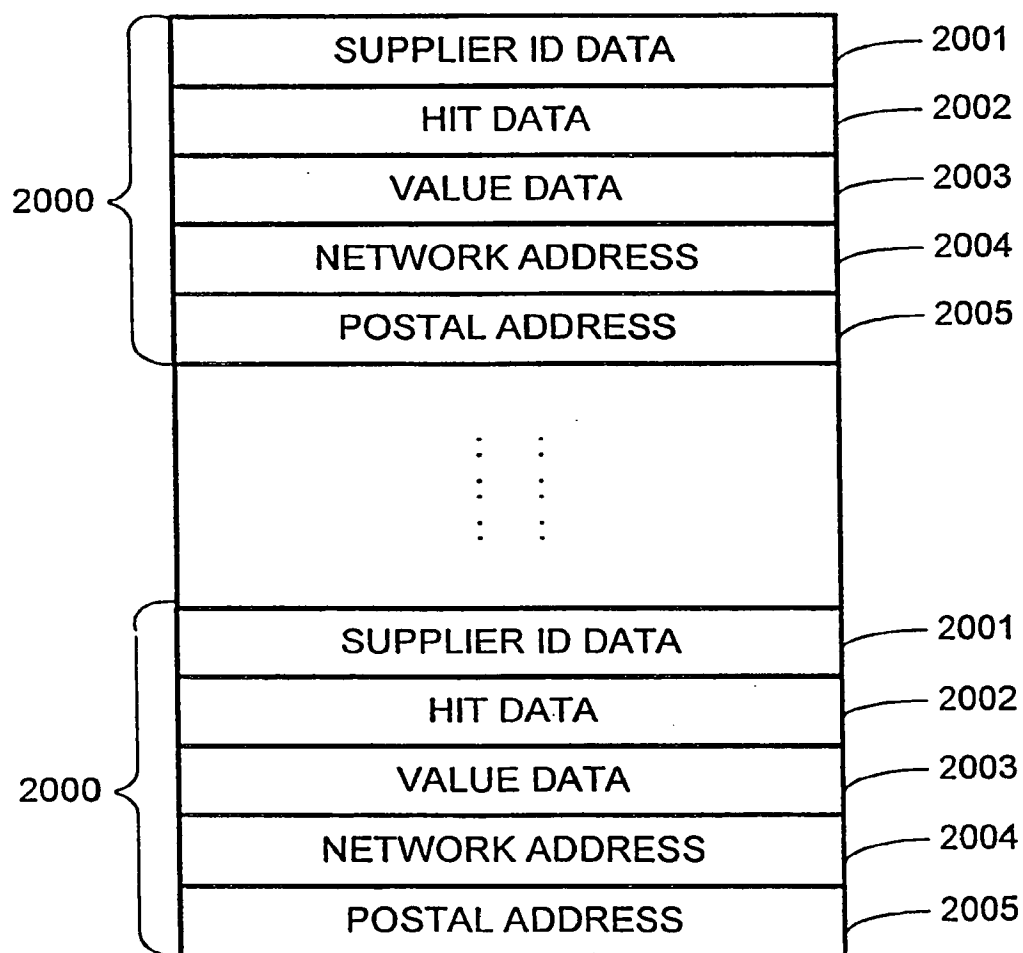 SUPPLIER ID DATA 2001
HIT DATA 2002
2000 VALUE DATA 2003
NETWORK ADDRESS 2004
POSTAL ADDRESS 2005
SUPPLIER ID DATA 2001
HIT DATA 2002
2000 VALUE DATA 2003
NETWORK ADDRESS 2004
POSTAL ADDRESS 2005